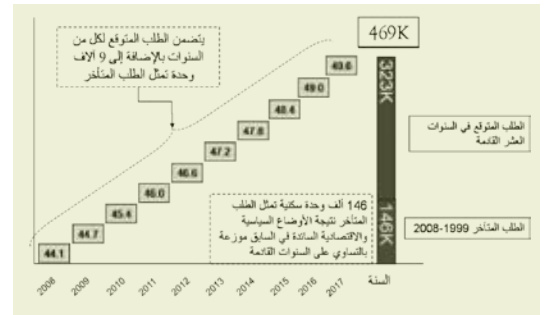 469K
يتضمن الطلب المتوقع لكل من
السنوات بالإضافة إلى 9 آلاف
وحدة تمثل الطلب المتأخر
49.6
49.0
48.4
47.8
47.2
46.6
46.0
45.4
44.7
44.1
323K
146K
الطلب المتوقع في السنوات
العشر القادمة
الطلب المتأخر 1999-2008
146 ألف وحدة سكنية تمثل الطلب
المتأخر نتيجة الأوضاع السياسية
والاقتصادية السائدة في السابق موزعة
بالتساوي على السنوات القادمة
2008 2009 2010 2011 2012 2013 2014 2015 2016 2017
السنة